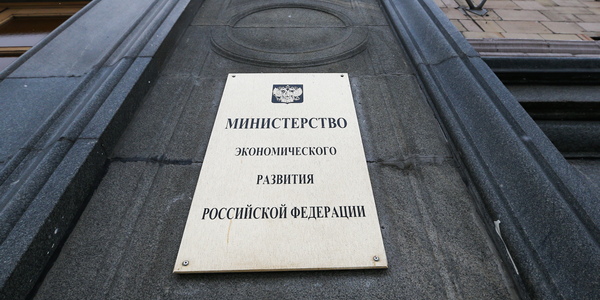 МИНИСТЕРСТВО
ЭКОНОМИЧЕСКОГО
РАЗВИТИЯ
РОССИЙСКОЙ ФЕДЕРАЦИИ